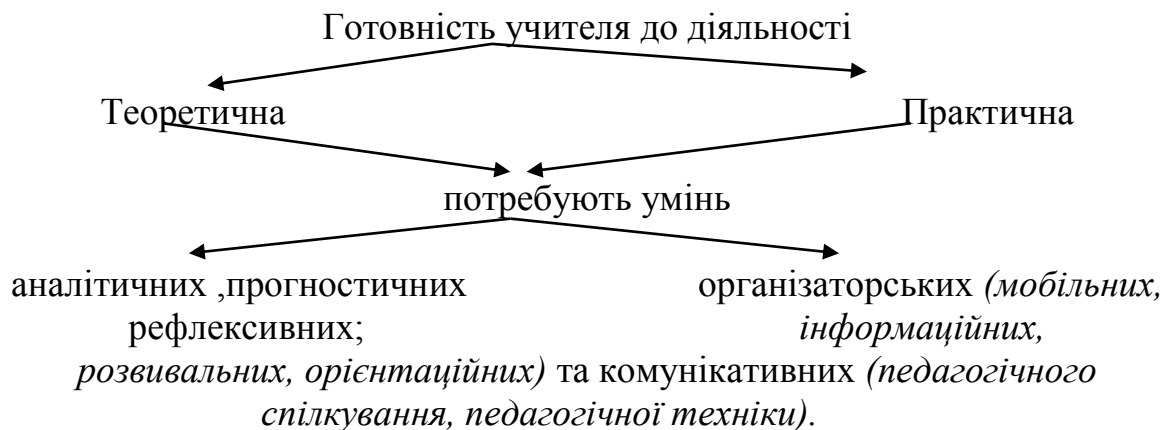 Готовність учителя до діяльності
Теоретична
Практична
потребують умінь
аналітичних ,прогностичних
рефлексивних;
організаторських (мобільних,
інформаційних,
розвивальних, орієнтаційних) та комунікативних (педагогічного
спілкування, педагогічної техніки).